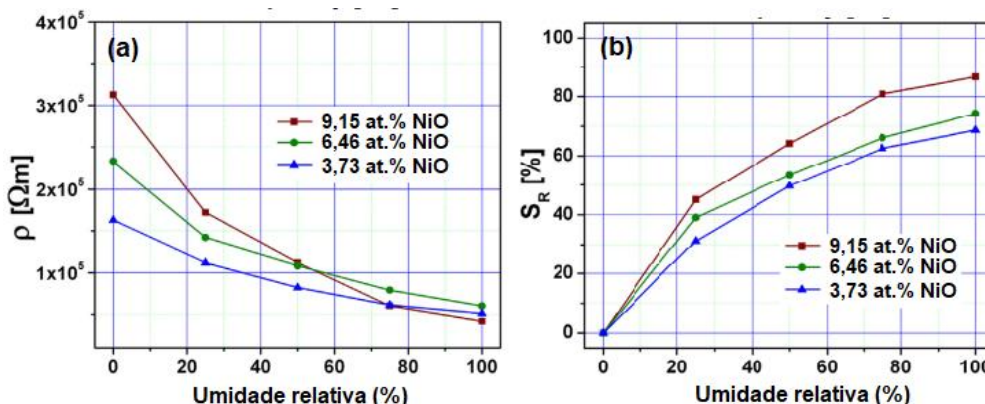 (a)
4x10⁵
3x10⁵
2x10⁵
1x10⁵
ρ [Ωm]
9,15 at.% NiO
6,46 at.% NiO
3,73 at.% NiO
0 20 40 60 80 100
Umidade relativa (%)
(b)
100
80
60
40
20
0
S_R [%]
9,15 at.% NiO
6,46 at.% NiO
3,73 at.% NiO
0 20 40 60 80 100
Umidade relativa (%)